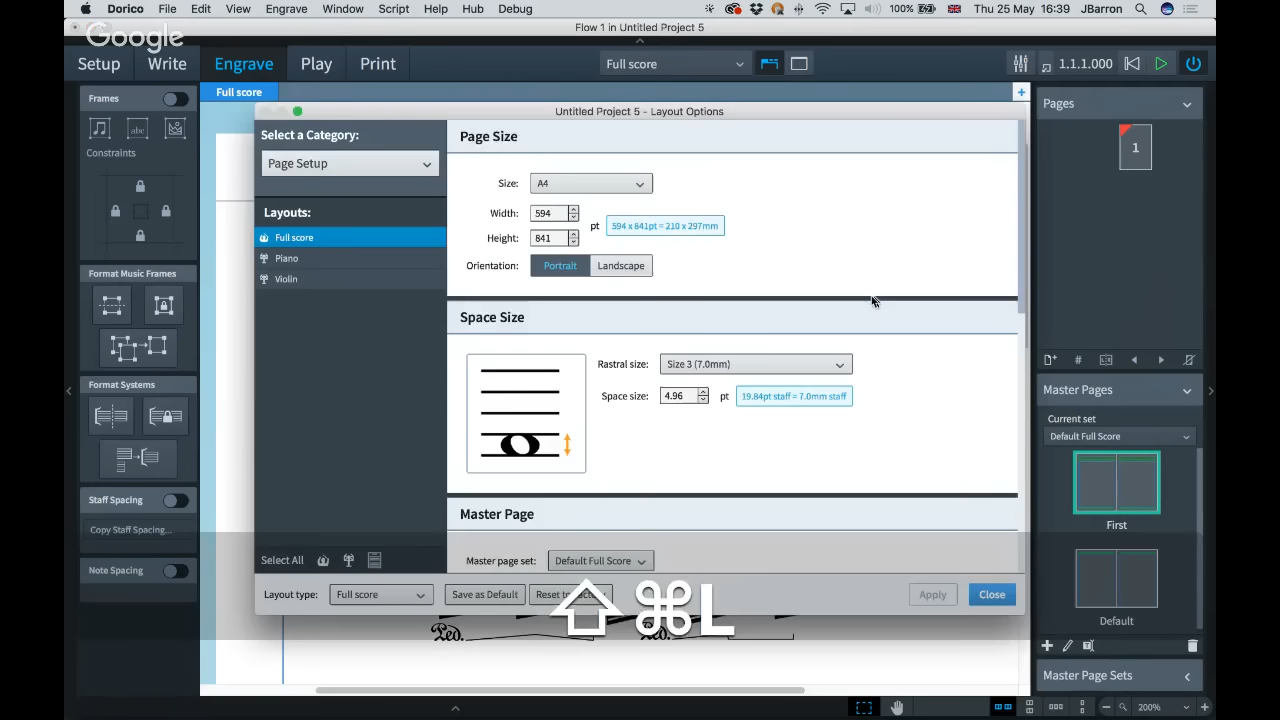 Dorico File Edit View Engrave Window Script Help Hub Debug 100% Thu 25 May 16:39 JBarron
Flow 1 in Untitled Project 5
Google
Setup Write Engrave Play Print Full score 1.1.1.000
Full score
Frames
abc
Constraints
Format Music Frames
Format Systems
Staff Spacing
Copy Staff Spacing...
Note Spacing
Untitled Project 5 - Layout Options
Select a Category:
Page Setup
Layouts:
Full score
Piano
Violin
Select All
Page Size
Size: A4
Width: 594
pt 594 x 841pt = 210 x 297mm
Height: 841
Orientation: Portrait Landscape
Space Size
Rastral size: Size 3 (7.0mm)
Space size: 4.96 pt 19.84pt staff = 7.0mm staff
Master Page
Master page set: Default Full Score
Layout type: Full score Save as Default Reset to Apply Close
⇧⌘L
Ped. Ped.
Pages
1
Master Pages
Current set
Default Full Score
First
Default
Master Page Sets
200%